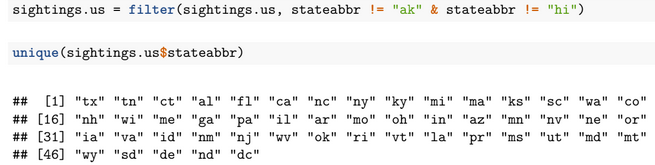 sightings.us = filter(sightings.us, stateabbr != "ak" & stateabbr != "hi")
unique(sightings.us$stateabbr)
## [1] "tx" "tn" "ct" "al" "fl" "ca" "nc" "ny" "ky" "mi" "ma" "ks" "sc" "wa" "co"
## [16] "nh" "wi" "me" "ga" "pa" "il" "ar" "mo" "oh" "in" "az" "mn" "nv" "ne" "or"
## [31] "ia" "va" "id" "nm" "nj" "wv" "ok" "ri" "vt" "la" "pr" "ms" "ut" "md" "mt"
## [46] "wy" "sd" "de" "nd" "dc"